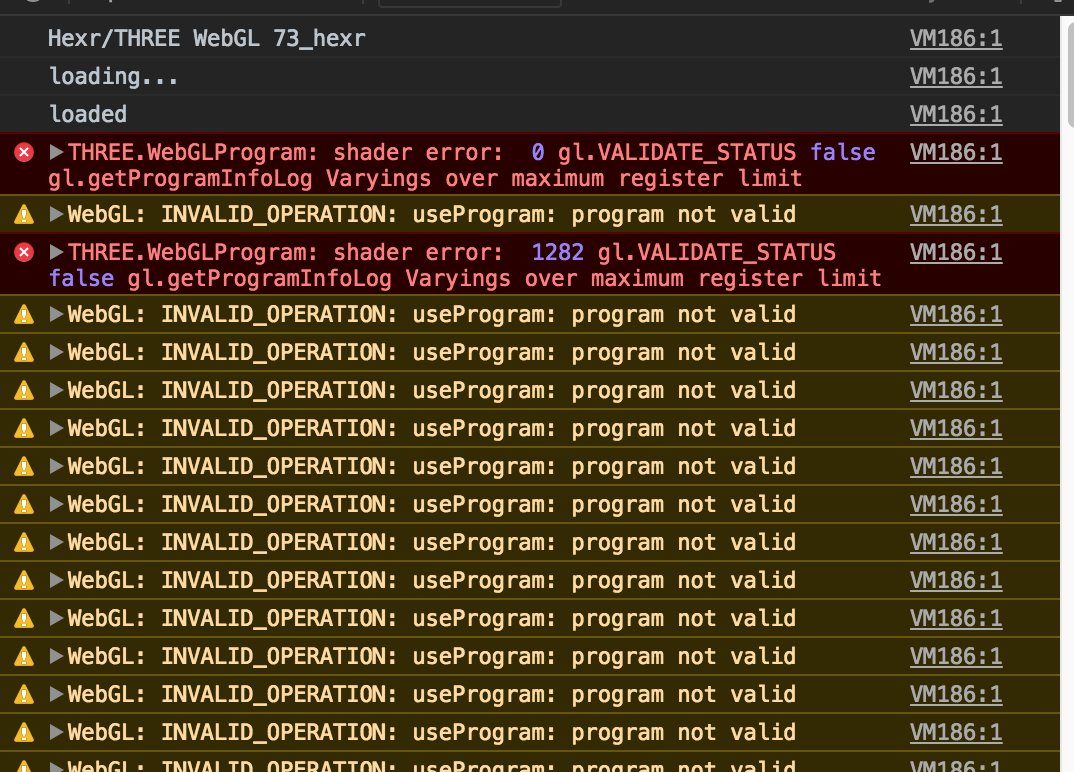 Hexr/THREE WebGL 73_hexr VM186:1
loading... VM186:1
loaded VM186:1
THREE.WebGLProgram: shader error: 0 gl.VALIDATE_STATUS false VM186:1
gl.getProgramInfoLog Varyings over maximum register limit
WebGL: INVALID_OPERATION: useProgram: program not valid VM186:1
THREE.WebGLProgram: shader error: 1282 gl.VALIDATE_STATUS VM186:1
false gl.getProgramInfoLog Varyings over maximum register limit
WebGL: INVALID_OPERATION: useProgram: program not valid VM186:1
WebGL: INVALID_OPERATION: useProgram: program not valid VM186:1
WebGL: INVALID_OPERATION: useProgram: program not valid VM186:1
WebGL: INVALID_OPERATION: useProgram: program not valid VM186:1
WebGL: INVALID_OPERATION: useProgram: program not valid VM186:1
WebGL: INVALID_OPERATION: useProgram: program not valid VM186:1
WebGL: INVALID_OPERATION: useProgram: program not valid VM186:1
WebGL: INVALID_OPERATION: useProgram: program not valid VM186:1
WebGL: INVALID_OPERATION: useProgram: program not valid VM186:1
WebGL: INVALID_OPERATION: useProgram: program not valid VM186:1
WebGL: INVALID_OPERATION: useProgram: program not valid VM186:1
WebGL: INVALID_OPERATION: useProgram: program not valid VM186:1
WebGL: INVALID_OPERATION: useProgram: program not valid VM186:1